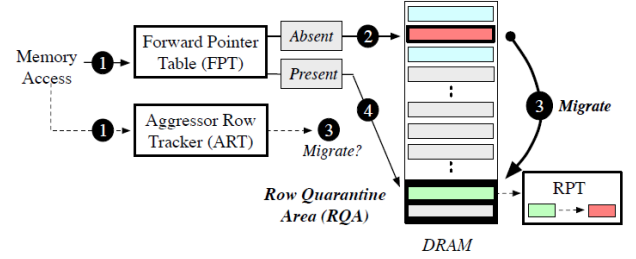 Memory
Access
1
Forward Pointer
Table (FPT)
Absent
2
Present
4
1
Aggressor Row
Tracker (ART)
3
Migrate?
3
Migrate
Row Quarantine
Area (RQA)
RPT
DRAM